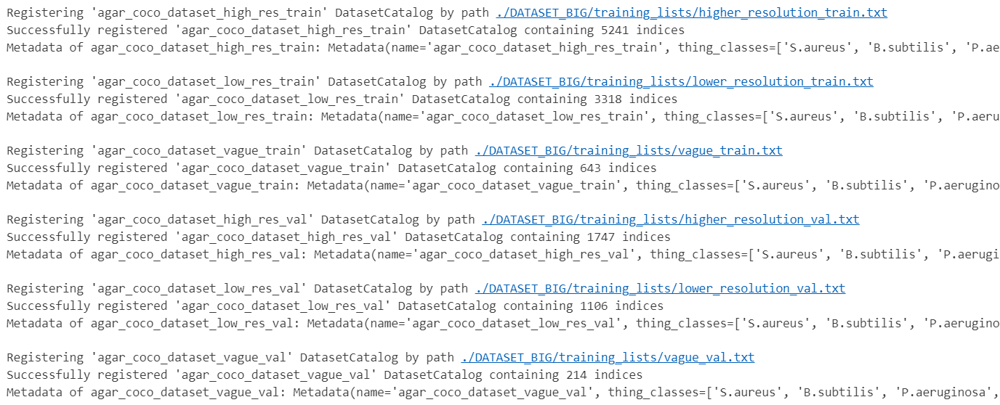 Registering 'agar_coco_dataset_high_res_train' DatasetCatalog by path ./DATASET_BIG/training_lists/higher_resolution_train.txt
Successfully registered 'agar_coco_dataset_high_res_train' DatasetCatalog containing 5241 indices
Metadata of agar_coco_dataset_high_res_train: Metadata(name='agar_coco_dataset_high_res_train', thing_classes=['S.aureus', 'B.subtilis', 'P.ae
Registering 'agar_coco_dataset_low_res_train' DatasetCatalog by path ./DATASET_BIG/training_lists/lower_resolution_train.txt
Successfully registered 'agar_coco_dataset_low_res_train' DatasetCatalog containing 3318 indices
Metadata of agar_coco_dataset_low_res_train: Metadata(name='agar_coco_dataset_low_res_train', thing_classes=['S.aureus', 'B.subtilis', 'P.aeru
Registering 'agar_coco_dataset_vague_train' DatasetCatalog by path ./DATASET_BIG/training_lists/vague_train.txt
Successfully registered 'agar_coco_dataset_vague_train' DatasetCatalog containing 643 indices
Metadata of agar_coco_dataset_vague_train: Metadata(name='agar_coco_dataset_vague_train', thing_classes=['S.aureus', 'B.subtilis', 'P.aerugino
Registering 'agar_coco_dataset_high_res_val' DatasetCatalog by path ./DATASET_BIG/training_lists/higher_resolution_val.txt
Successfully registered 'agar_coco_dataset_high_res_val' DatasetCatalog containing 1747 indices
Metadata of agar_coco_dataset_high_res_val: Metadata(name='agar_coco_dataset_high_res_val', thing_classes=['S.aureus', 'B.subtilis', 'P.aerugi
Registering 'agar_coco_dataset_low_res_val' DatasetCatalog by path ./DATASET_BIG/training_lists/lower_resolution_val.txt
Successfully registered 'agar_coco_dataset_low_res_val' DatasetCatalog containing 1106 indices
Metadata of agar_coco_dataset_low_res_val: Metadata(name='agar_coco_dataset_low_res_val', thing_classes=['S.aureus', 'B.subtilis', 'P.aerugino
Registering 'agar_coco_dataset_vague_val' DatasetCatalog by path ./DATASET_BIG/training_lists/vague_val.txt
Successfully registered 'agar_coco_dataset_vague_val' DatasetCatalog containing 214 indices
Metadata of agar_coco_dataset_vague_val: Metadata(name='agar_coco_dataset_vague_val', thing_classes=['S.aureus', 'B.subtilis', 'P.aeruginosa',